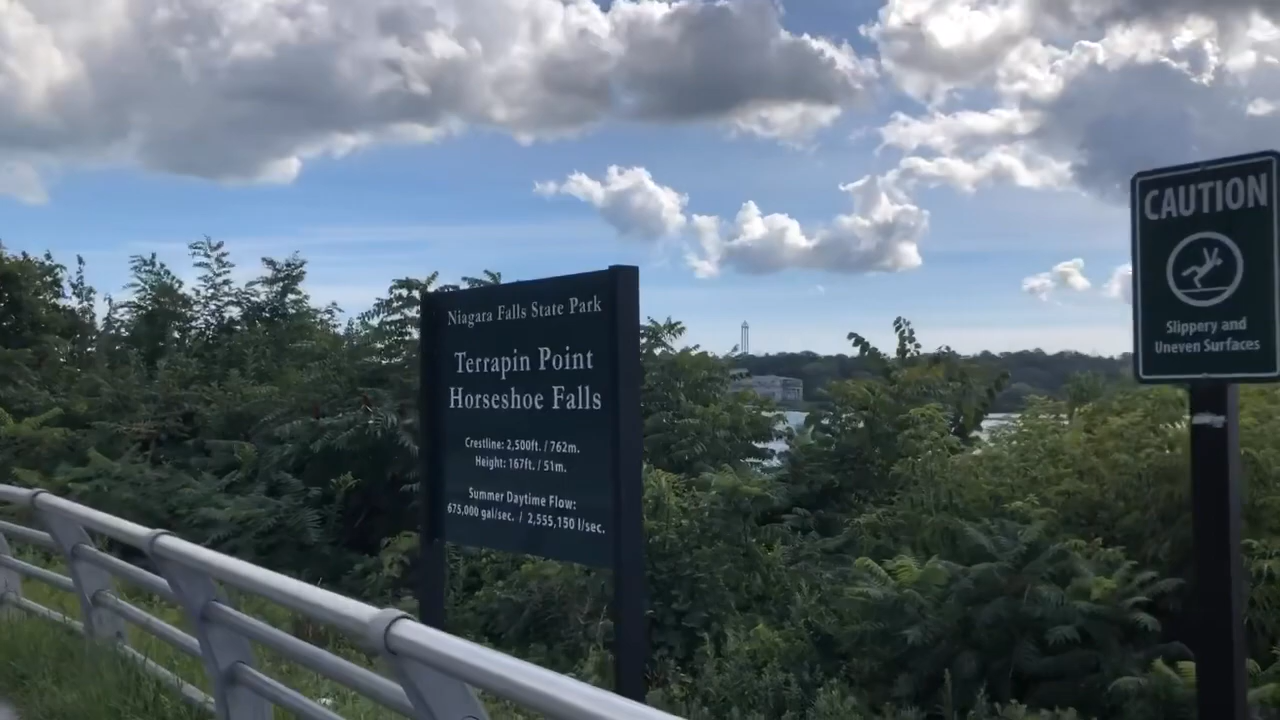 Niagara Falls State Park
Terrapin Point
Horseshoe Falls
Crestline: 2,500ft. / 762m.
Height: 167ft. / 51m.
Summer Daytime Flow:
675,000 gal/sec. / 2,555,150 l/sec.
CAUTION
Slippery and
Uneven Surfaces